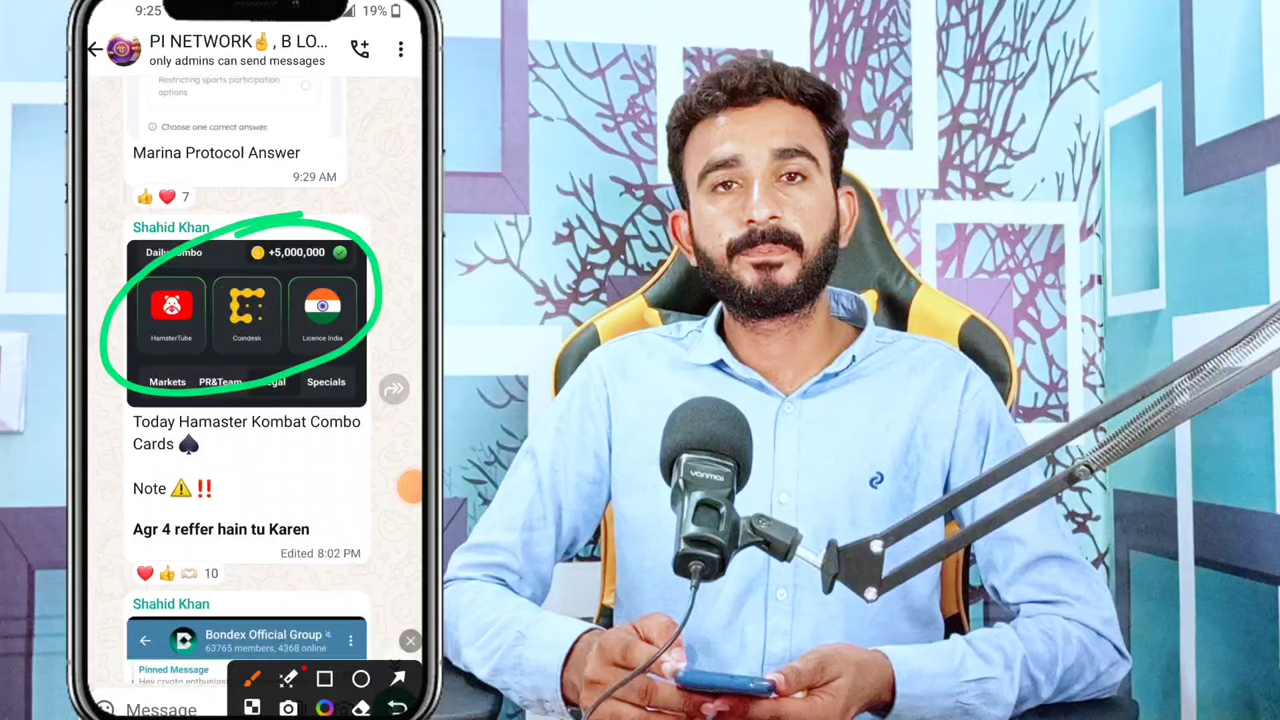 9:25
19%
PI NETWORK🤞, B LO...
only admins can send messages
Restricting sports participation
options
Choose one correct answer.
Marina Protocol Answer
9:29 AM
👍❤️ 7
Shahid Khan
+5,000,000
HamsterTube
Coindesk
Licence India
Markets
PR&Team
Specials
Today Hamaster Kombat Combo
Cards ♠️
Note ⚠️ ‼️
Agr 4 reffer hain tu Karen
Edited 8:02 PM
❤️👍🫶🏻 10
Shahid Khan
Bondex Official Group
63765 members, 4368 online
Pinned Message
Message
vanmai